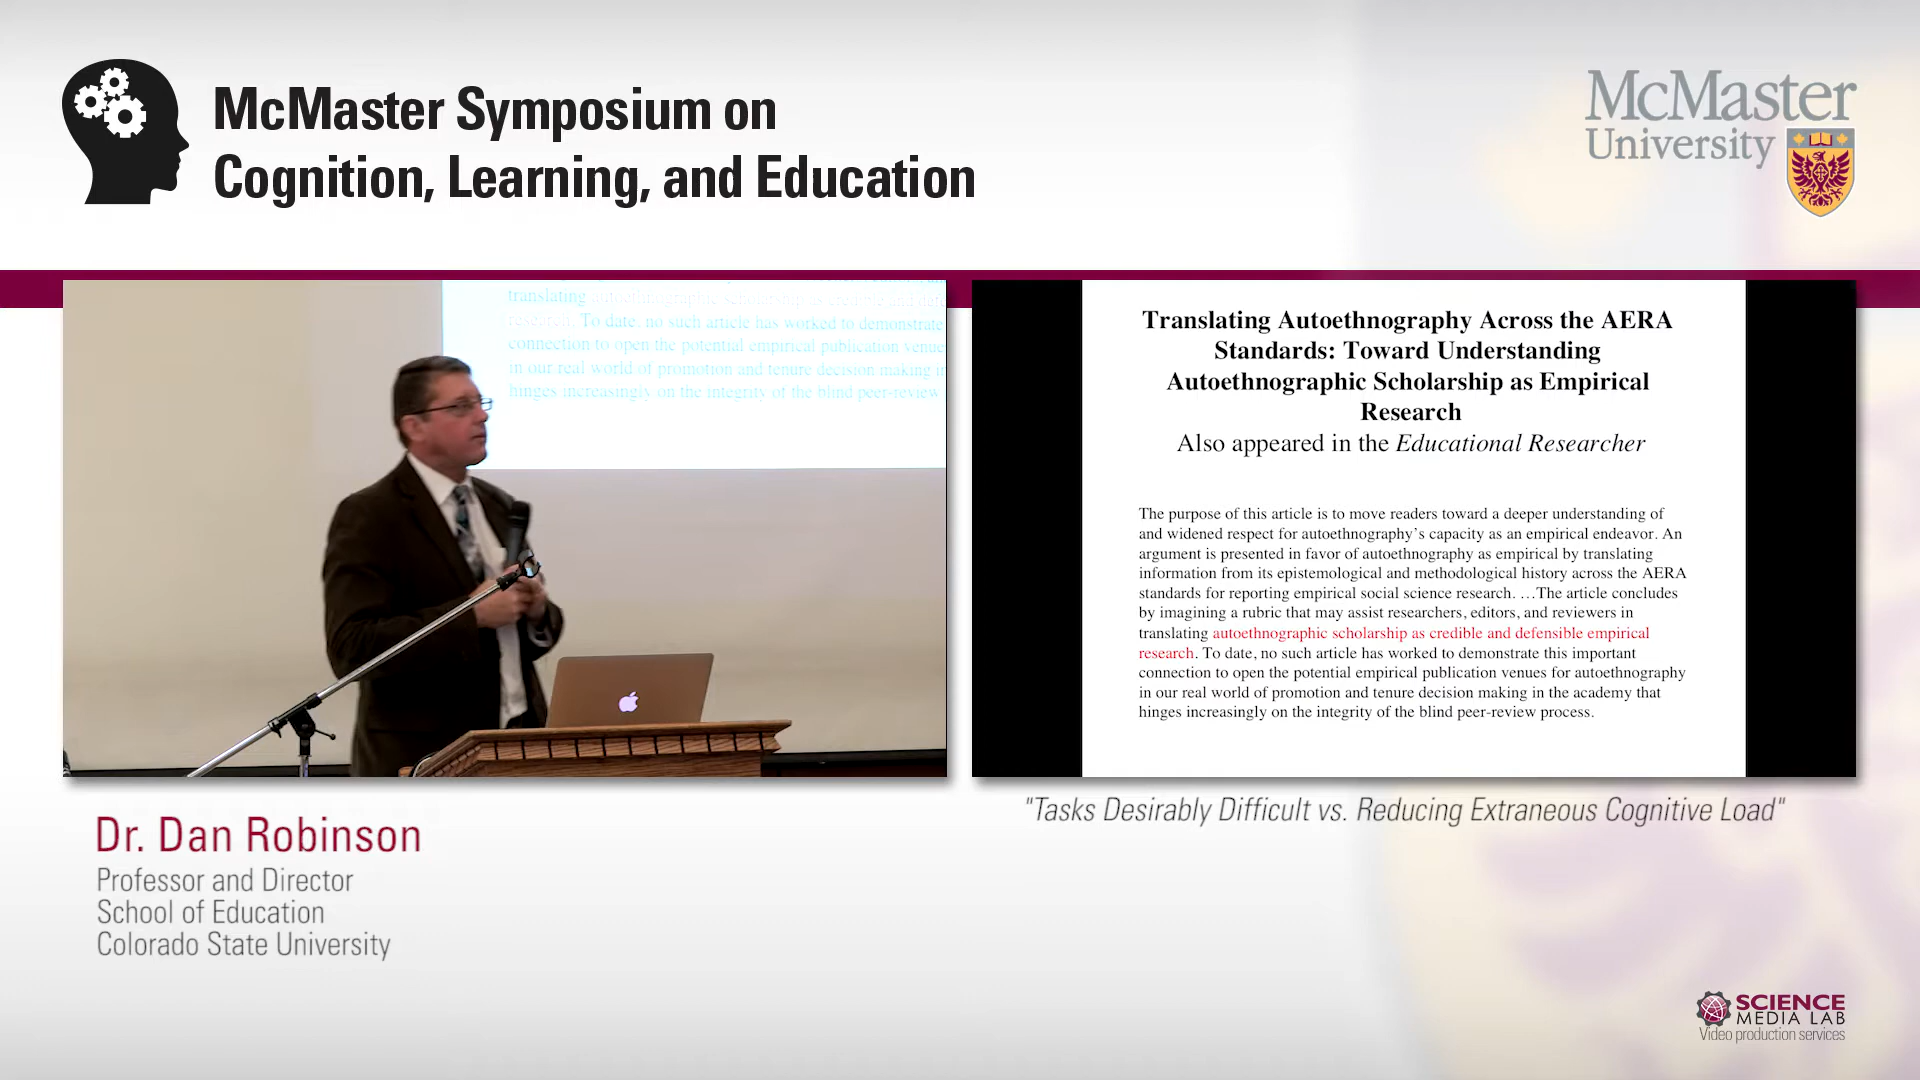 McMaster Symposium on
Cognition, Learning, and Education
McMaster
University
translating autoethnographic scholarship as credible and defe
research. To date, no such article has worked to demonstrate
connection to open the potential empirical publication venue
in our real world of promotion and tenure decision making in
hinges increasingly on the integrity of the blind peer-review
Translating Autoethnography Across the AERA
Standards: Toward Understanding
Autoethnographic Scholarship as Empirical
Research
Also appeared in the Educational Researcher
The purpose of this article is to move readers toward a deeper understanding of
and widened respect for autoethnography's capacity as an empirical endeavor. An
argument is presented in favor of autoethnography as empirical by translating
information from its epistemological and methodological history across the AERA
standards for reporting empirical social science research. …The article concludes
by imagining a rubric that may assist researchers, editors, and reviewers in
translating autoethnographic scholarship as credible and defensible empirical
research. To date, no such article has worked to demonstrate this important
connection to open the potential empirical publication venues for autoethnography
in our real world of promotion and tenure decision making in the academy that
hinges increasingly on the integrity of the blind peer-review process.
Dr. Dan Robinson
Professor and Director
School of Education
Colorado State University
"Tasks Desirably Difficult vs. Reducing Extraneous Cognitive Load"
SCIENCE
MEDIA LAB
Video production services